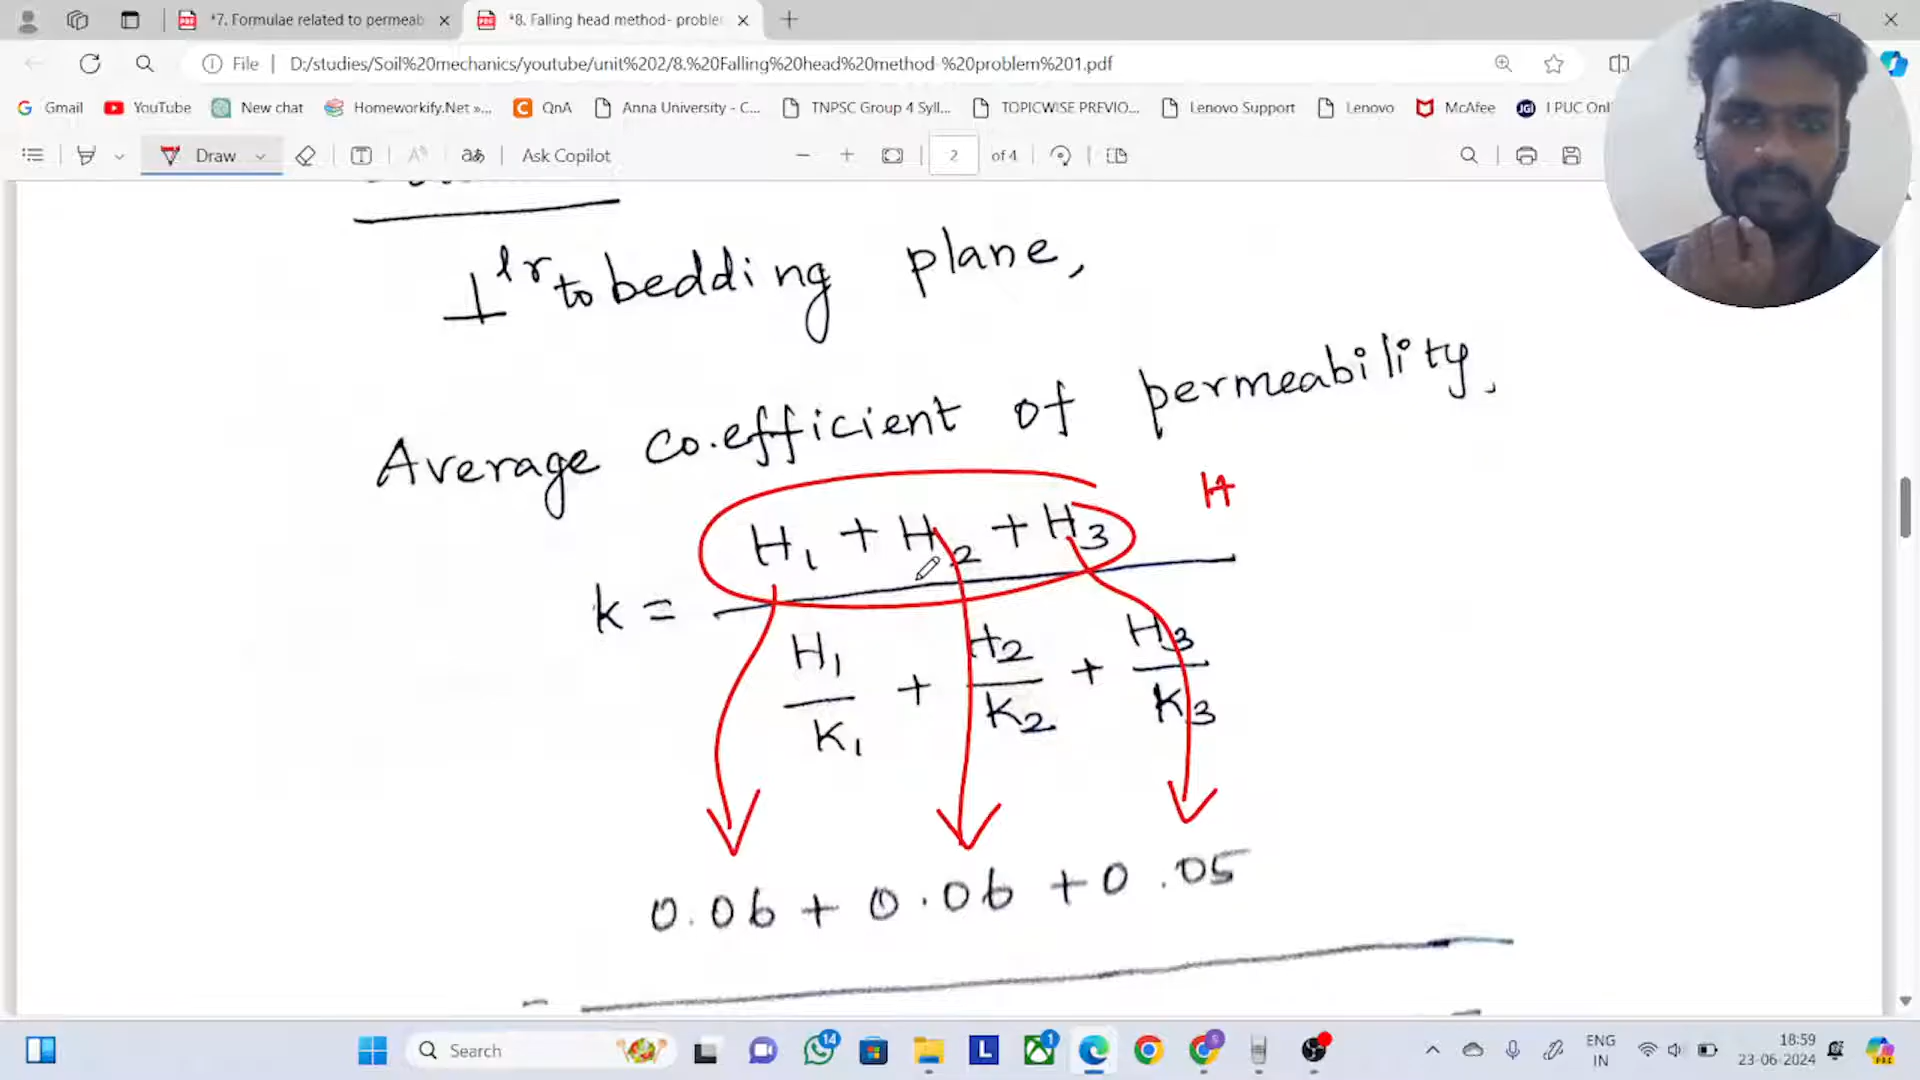 *7. Formulae related to permeab
*8. Falling head method- proble
File
D:/studies/Soil%20mechanics/youtube/unit%202/8.%20Falling%20head%20method-%20problem%201.pdf
Gmail
YouTube
New chat
Homeworkify.Net »...
QnA
Anna University - C...
TNPSC Group 4 Syll...
TOPICWISE PREVIO...
Lenovo Support
Lenovo
McAfee
I PUC Onl
Draw
Ask Copilot
2 of 4
⊥lr to bedding plane,
Average co.efficient of permeability,
H
H1 + H2 + H3
k =
H1/K1 + H2/K2 + H3/K3
0.06 + 0.06 + 0.05
Search
14
1
ENG
IN
18:59
23-06-2024